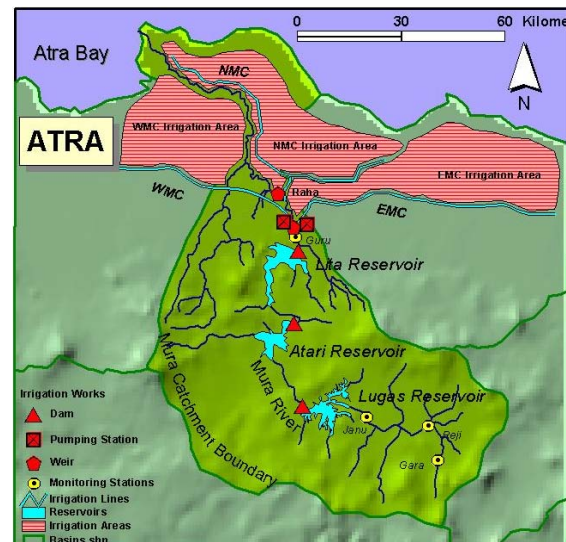 0 30 60 Kilome
Atra Bay
NMC
N
WMC Irrigation Area
ATRA
NMC Irrigation Area
EMC Irrigation Area
WMC
Raha
EMC
Guru
Lita Reservoir
Atari Reservoir
Mura Catchment Boundary
Mura River
Lugas Reservoir
Janu
Reji
Gara
Irrigation Works
Dam
Pumping Station
Weir
Monitoring Stations
Irrigation Lines
Reservoirs
Irrigation Areas
Basins.shp